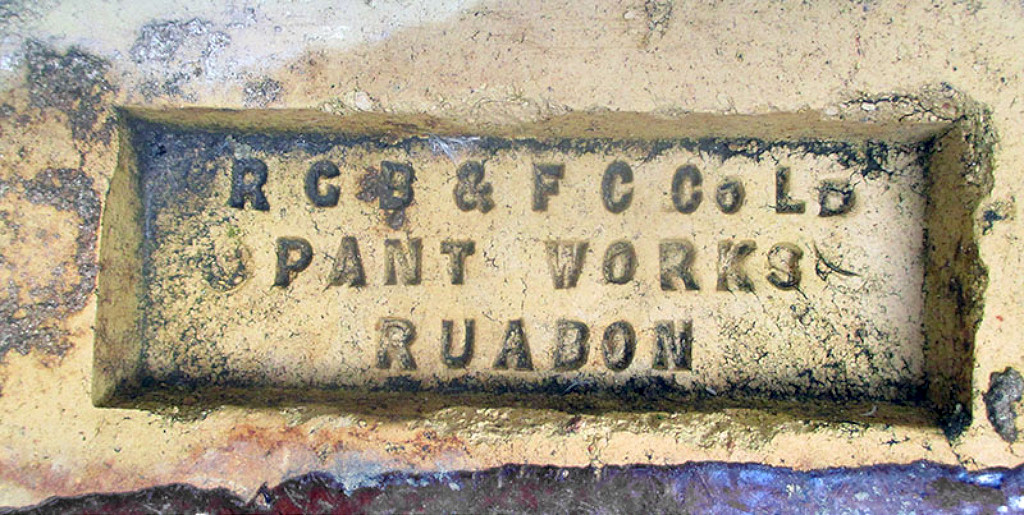 R G B & F C Co LD
PANT WORKS
RUABON